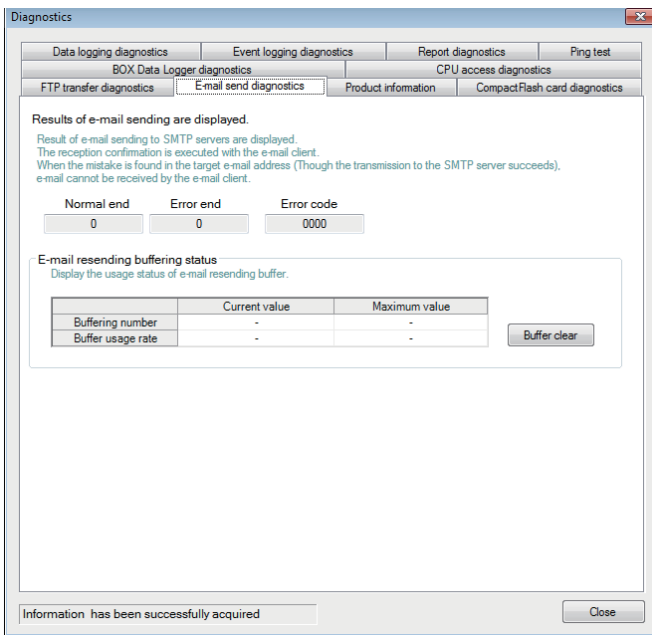 Diagnostics
Data logging diagnostics Event logging diagnostics Report diagnostics Ping test
BOX Data Logger diagnostics CPU access diagnostics
FTP transfer diagnostics E-mail send diagnostics Product information CompactFlash card diagnostics
Results of e-mail sending are displayed.
Result of e-mail sending to SMTP servers are displayed.
The reception confirmation is executed with the e-mail client.
When the mistake is found in the target e-mail address (Though the transmission to the SMTP server succeeds),
e-mail cannot be received by the e-mail client.
Normal end Error end Error code
0 0 0000
E-mail resending buffering status
Display the usage status of e-mail resending buffer.
Current value Maximum value
Buffering number - -
Buffer usage rate - -
Buffer clear
Information has been successfully acquired
Close